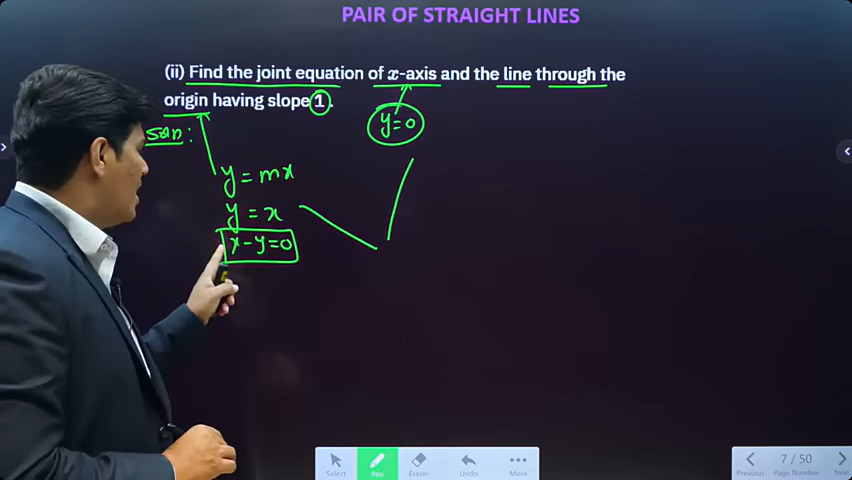 PAIR OF STRAIGHT LINES
(ii) Find the joint equation of x-axis and the line through the
origin having slope 1.
soln:
y=0
y = mx
y = x
x-y=0
Select
Pen
Eraser
Undo
More
Previous
7 / 50
Page Number
Next